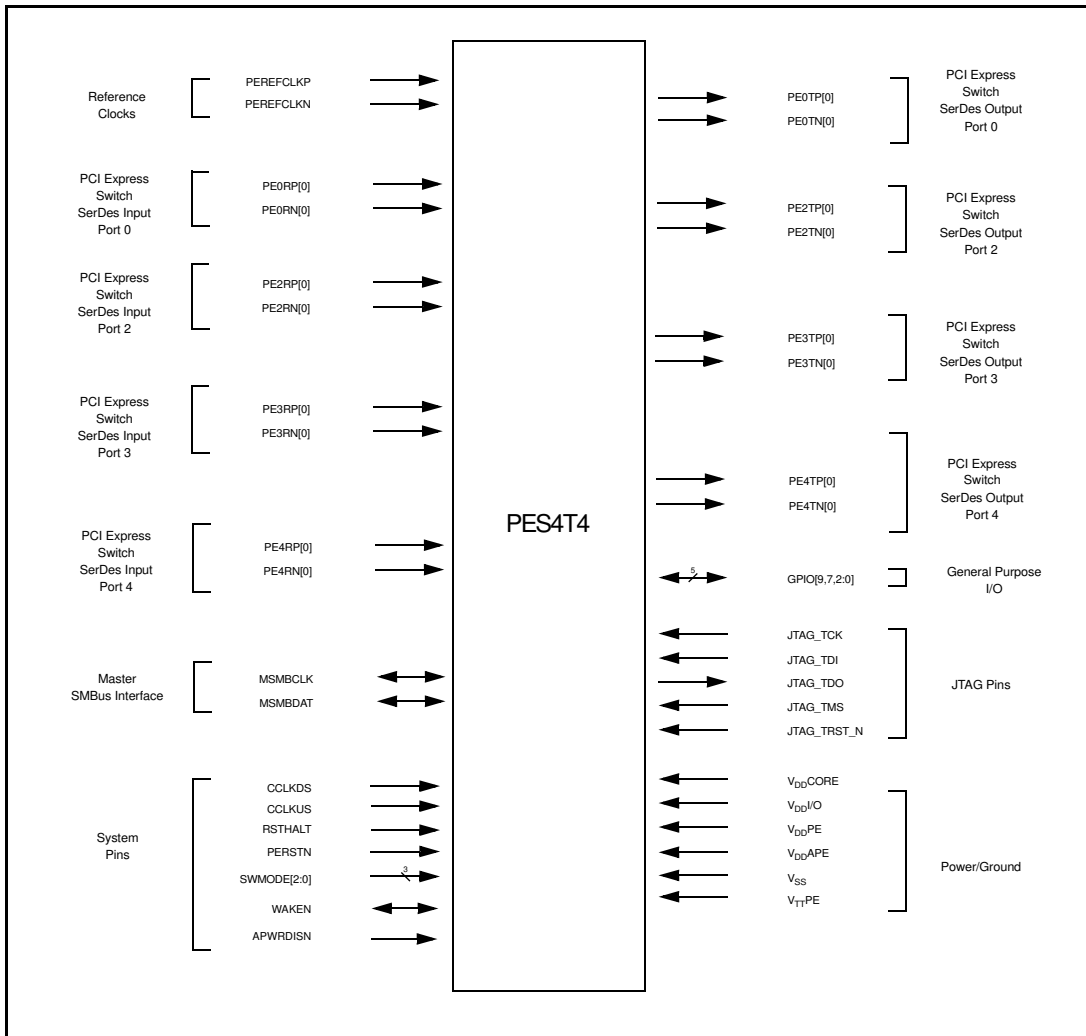 Reference
Clocks
PEREFCLKP
PEREFCLKN
PCI Express
Switch
SerDes Input
Port 0
PE0RP[0]
PE0RN[0]
PCI Express
Switch
SerDes Input
Port 2
PE2RP[0]
PE2RN[0]
PCI Express
Switch
SerDes Input
Port 3
PE3RP[0]
PE3RN[0]
PCI Express
Switch
SerDes Input
Port 4
PE4RP[0]
PE4RN[0]
Master
SMBus Interface
MSMBCLK
MSMBDAT
System
Pins
CCLKDS
CCLKUS
RSTHALT
PERSTN
SWMODE[2:0]
3
WAKEN
APWRDISN
PES4T4
PE0TP[0]
PE0TN[0]
PCI Express
Switch
SerDes Output
Port 0
PE2TP[0]
PE2TN[0]
PCI Express
Switch
SerDes Output
Port 2
PE3TP[0]
PE3TN[0]
PCI Express
Switch
SerDes Output
Port 3
PE4TP[0]
PE4TN[0]
PCI Express
Switch
SerDes Output
Port 4
5
GPIO[9,7,2:0]
General Purpose
I/O
JTAG_TCK
JTAG_TDI
JTAG_TDO
JTAG_TMS
JTAG_TRST_N
JTAG Pins
VDDCORE
VDDI/O
VDDPE
VDDAPE
VSS
VTTPE
Power/Ground